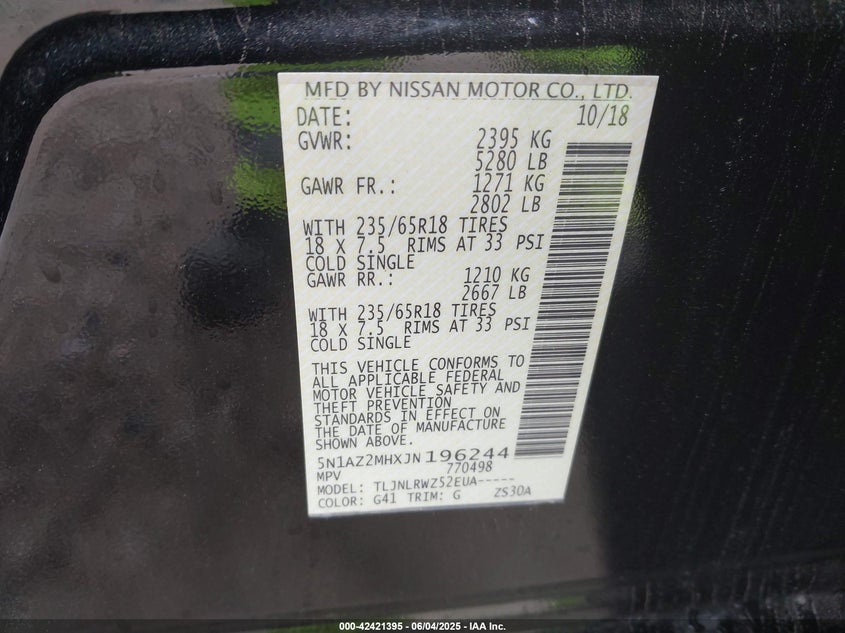 MFD BY NISSAN MOTOR CO., LTD.
DATE: 10/18
GVWR: 2395 KG
5280 LB
GAWR FR.: 1271 KG
2802 LB
WITH 235/65R18 TIRES
18 X 7.5 RIMS AT 33 PSI
COLD SINGLE
GAWR RR.: 1210 KG
2667 LB
WITH 235/65R18 TIRES
18 X 7.5 RIMS AT 33 PSI
COLD SINGLE
THIS VEHICLE CONFORMS TO
ALL APPLICABLE FEDERAL
MOTOR VEHICLE SAFETY AND
THEFT PREVENTION
STANDARDS IN EFFECT ON
THE DATE OF MANUFACTURE
SHOWN ABOVE.
5N1AZ2MHXJN196244
MPV 770498
MODEL: TLJNLRWZ52EUA-----
COLOR: G41 TRIM: G ZS30A
000-42421395 - 06/04/2025 - IAA Inc.